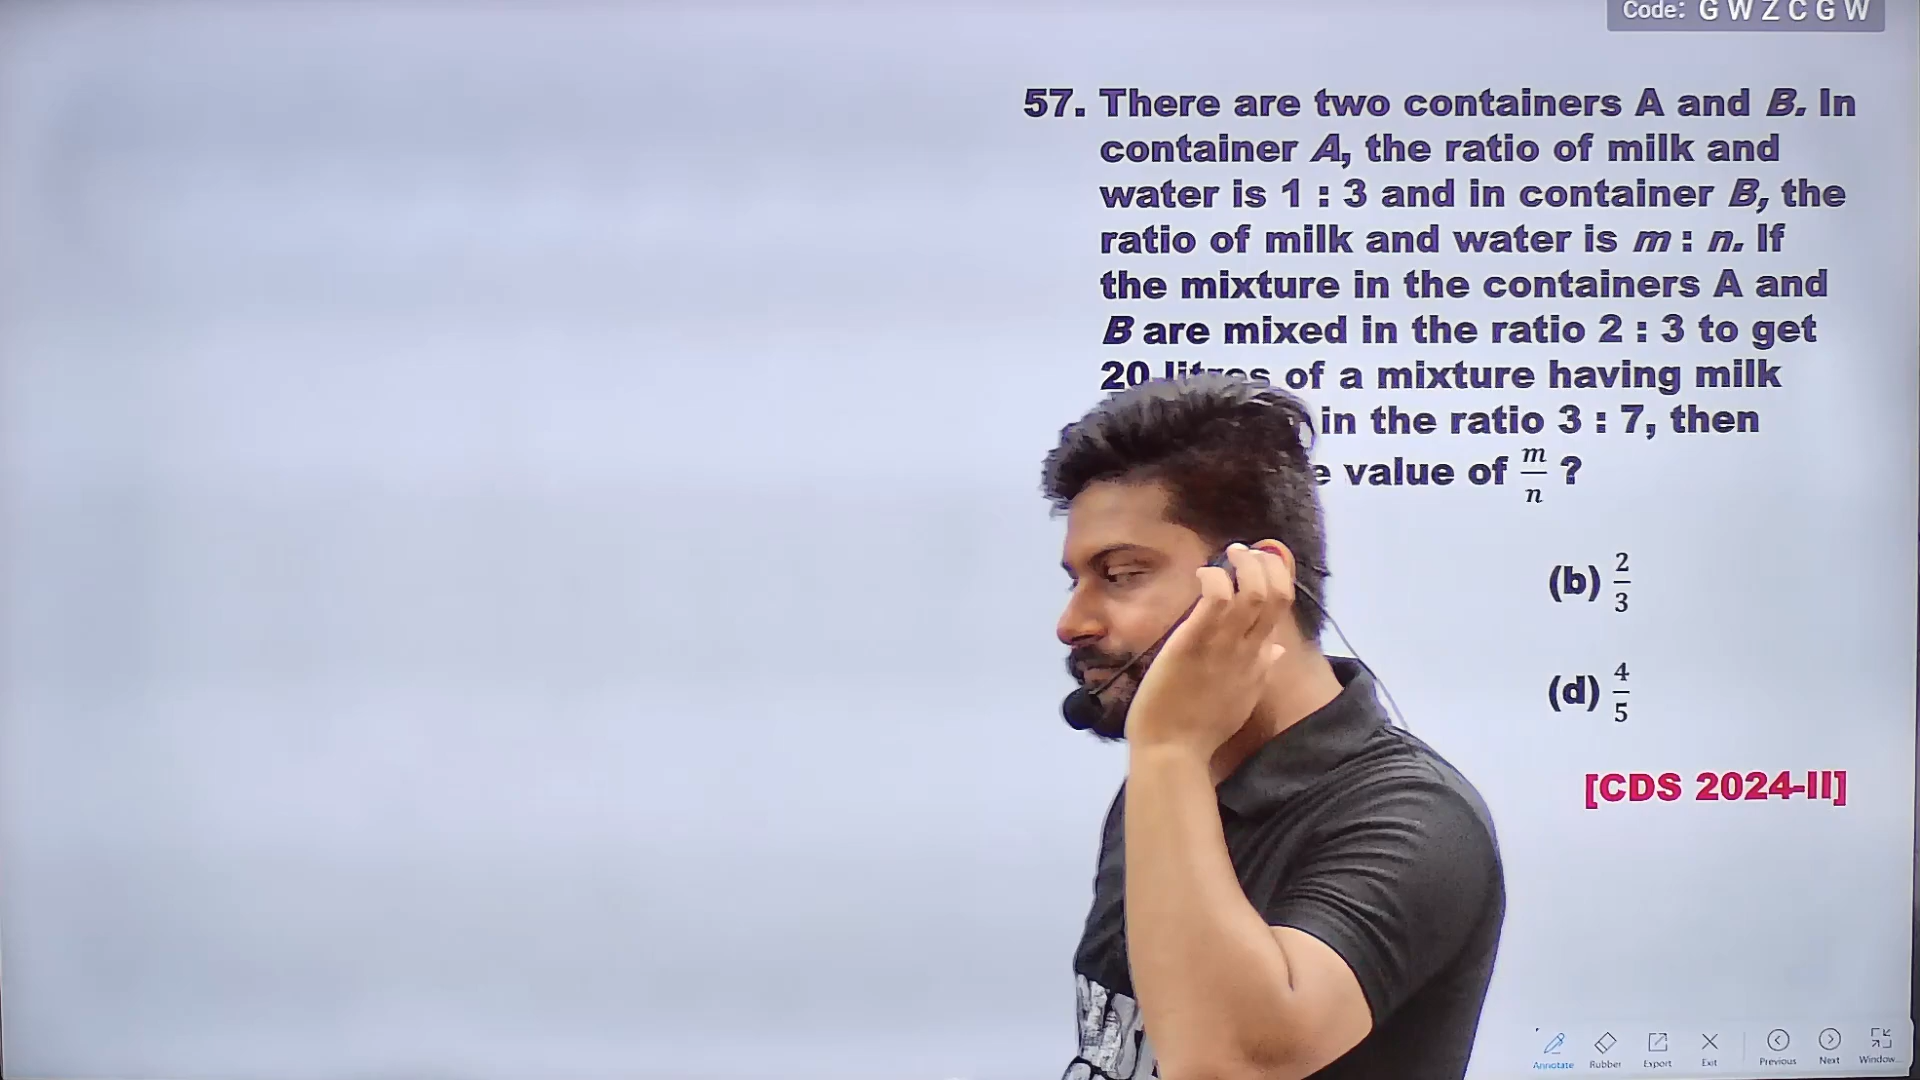 Code: G W Z C G W
57. There are two containers A and B. In
container A, the ratio of milk and
water is 1 : 3 and in container B, the
ratio of milk and water is m : n. If
the mixture in the containers A and
B are mixed in the ratio 2 : 3 to get
20 litres of a mixture having milk
in the ratio 3 : 7, then
value of m/n ?
(b) 2/3
(d) 4/5
[CDS 2024-II]
Annotate Rubber Export Exit Previous Next Window...